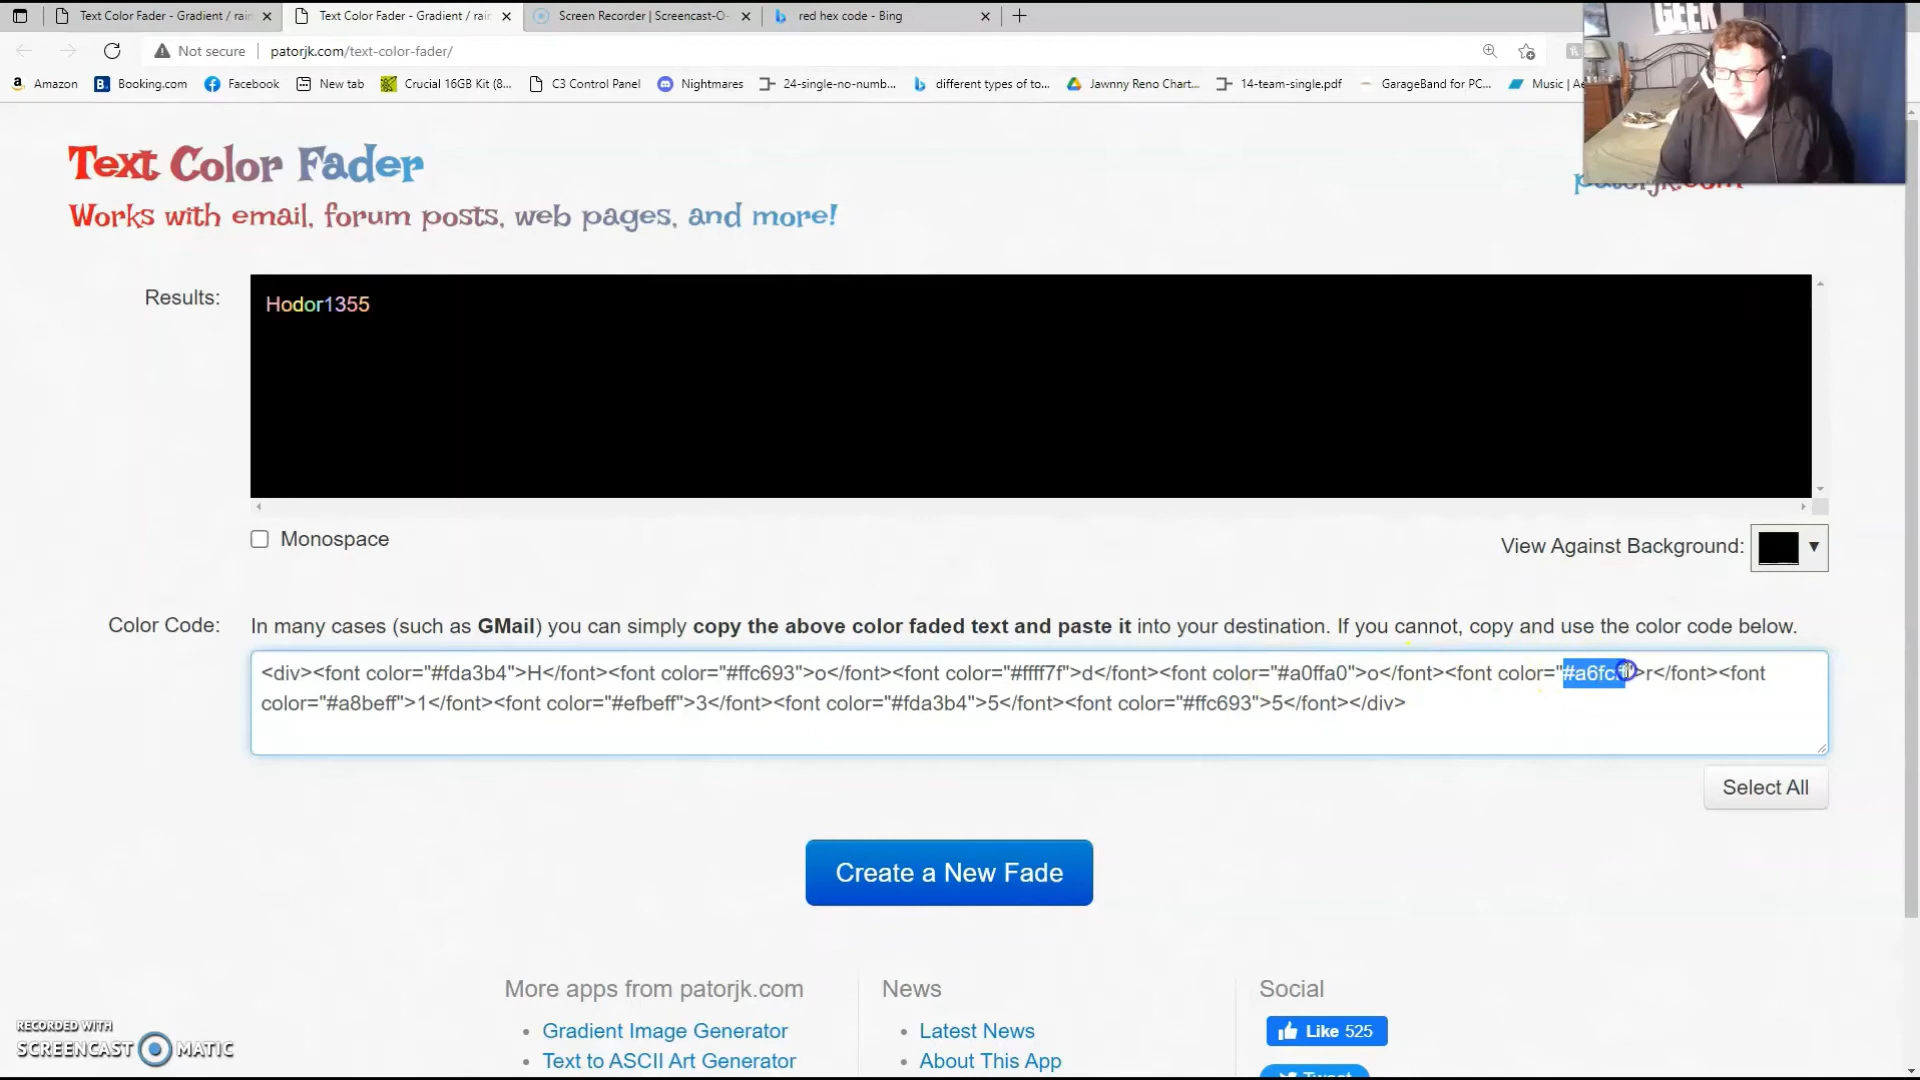 Text Color Fader - Gradient / rain
Text Color Fader - Gradient / rain
Screen Recorder | Screencast-O-
red hex code - Bing
Not secure
patorjk.com/text-color-fader/
Amazon
Booking.com
Facebook
New tab
Crucial 16GB Kit (8...
C3 Control Panel
Nightmares
24-single-no-numb...
different types of to...
Jawnny Reno Chart...
14-team-single.pdf
GarageBand for PC...
Music | Ae
GEEK
Text Color Fader
patorjk.com
Works with email, forum posts, web pages, and more!
Results:
Hodor1355
Monospace
View Against Background:
Color Code:
In many cases (such as GMail) you can simply copy the above color faded text and paste it into your destination. If you cannot, copy and use the color code below.
<div><font color="#fda3b4">H</font><font color="#ffc693">o</font><font color="#ffff7f">d</font><font color="#a0ffa0">o</font><font color=" >r</font><font
color="#a8beff">1</font><font color="#efbeff">3</font><font color="#fda3b4">5</font><font color="#ffc693">5</font></div>
Select All
Create a New Fade
More apps from patorjk.com
Gradient Image Generator
Text to ASCII Art Generator
News
Latest News
About This App
Social
Like 525
Tweet
RECORDED WITH
SCREENCAST MATIC